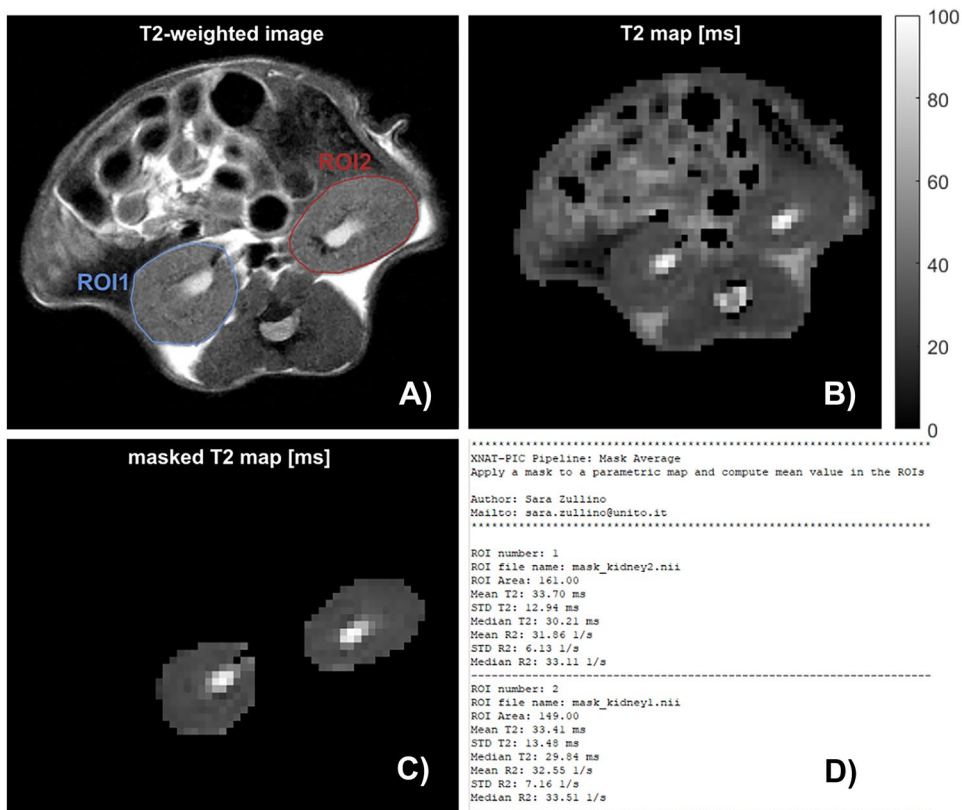 T2-weighted image
ROI2
ROI1
A)
T2 map [ms]
B)
100
80
60
40
20
0
masked T2 map [ms]
C)
**********************************************************************
XNAT-PIC Pipeline: Mask Average
Apply a mask to a parametric map and compute mean value in the ROIs
Author: Sara Zullino
Mailto: sara.zullino@unito.it
**********************************************************************
ROI number: 1
ROI file name: mask_kidney2.nii
ROI Area: 161.00
Mean T2: 33.70 ms
STD T2: 12.94 ms
Median T2: 30.21 ms
Mean R2: 31.86 1/s
STD R2: 6.13 1/s
Median R2: 33.11 1/s
----------------------------------------------------------------------
ROI number: 2
ROI file name: mask_kidney1.nii
ROI Area: 149.00
Mean T2: 33.41 ms
STD T2: 13.48 ms
Median T2: 29.84 ms
Mean R2: 32.55 1/s
STD R2: 7.16 1/s
Median R2: 33.51 1/s
D)